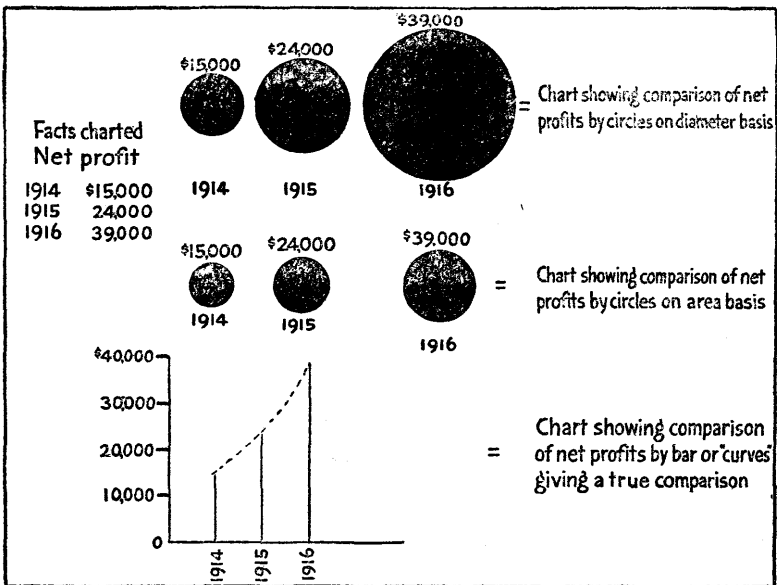 $15,000
$24,000
$39,000
= Chart showing comparison of net
profits by circles on diameter basis
Facts charted
Net profit
1914 $15,000
1915 24,000
1916 39,000
1914
1915
1916
$15,000
$24,000
$39,000
1914
1915
1916
= Chart showing comparison of net
profits by circles on area basis
$40,000
30,000
20,000
10,000
0
1914
1915
1916
= Chart showing comparison
of net profits by bar or "curves"
giving a true comparison